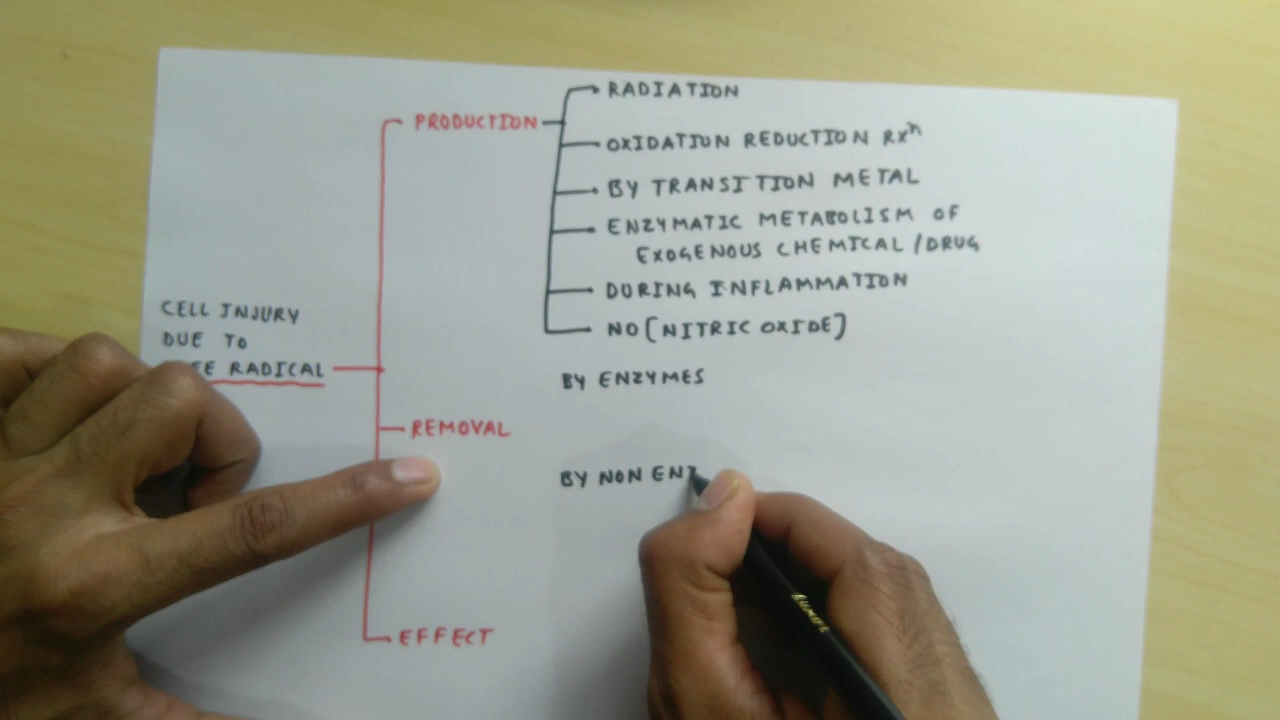 RADIATION
PRODUCTION
OXIDATION REDUCTION RXⁿ
BY TRANSITION METAL
ENZYMATIC METABOLISM OF
EXOGENOUS CHEMICAL / DRUG
DURING INFLAMMATION
NO [NITRIC OXIDE]
CELL INJURY
DUE TO
RADICAL
BY ENZYMES
REMOVAL
BY NON ENZ
EFFECT